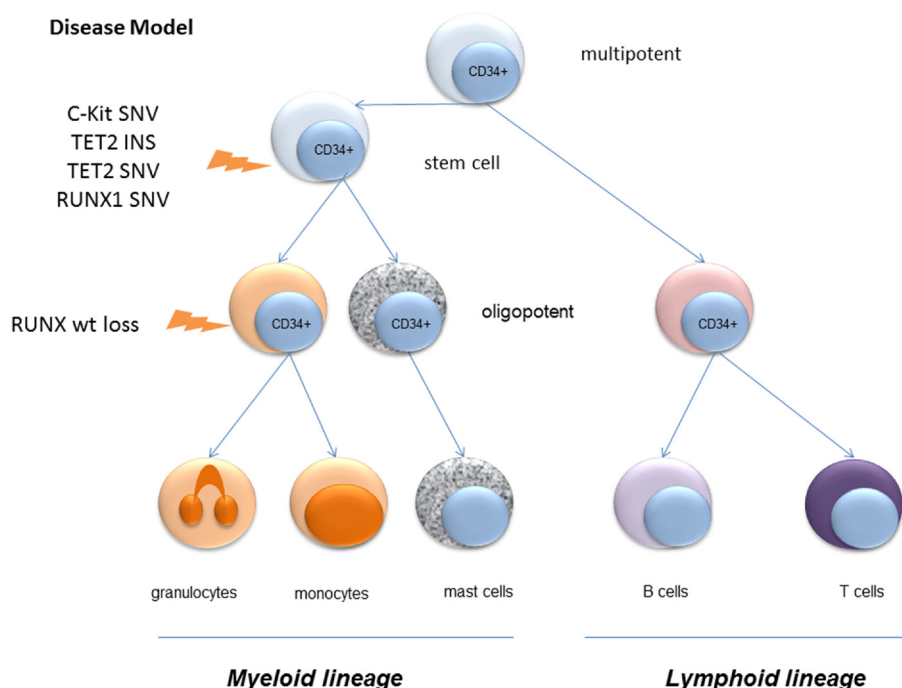 Disease Model
CD34+
multipotent
C-Kit SNV
TET2 INS
TET2 SNV
RUNX1 SNV
CD34+
stem cell
RUNX wt loss
CD34+
CD34+
oligopotent
CD34+
granulocytes
monocytes
mast cells
B cells
T cells
Myeloid lineage
Lymphoid lineage